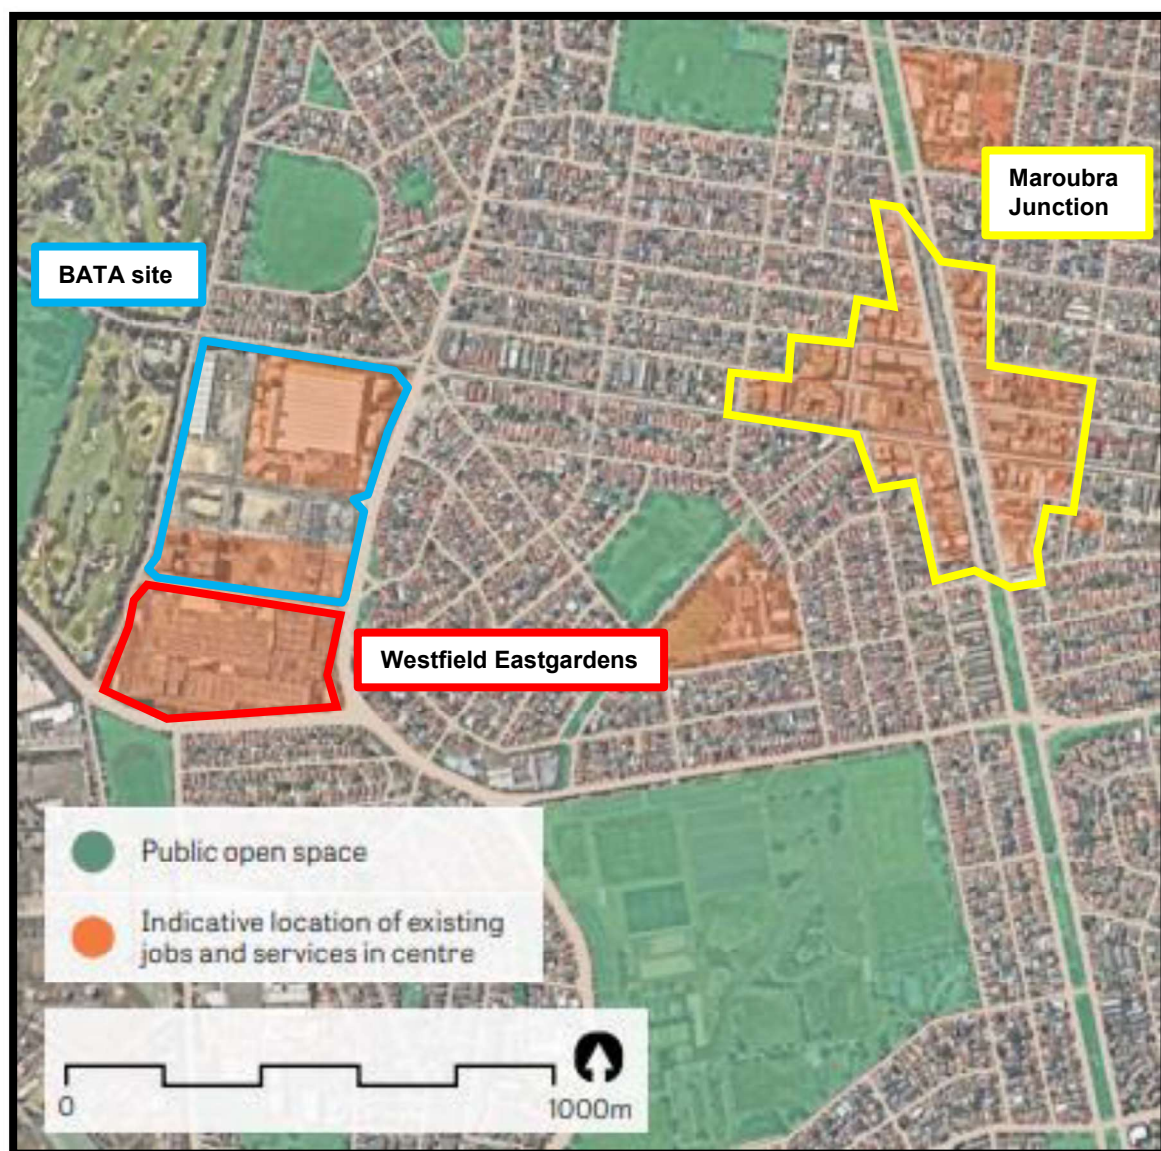 Maroubra
Junction
BATA site
Westfield Eastgardens
Public open space
Indicative location of existing
jobs and services in centre
0
1000m